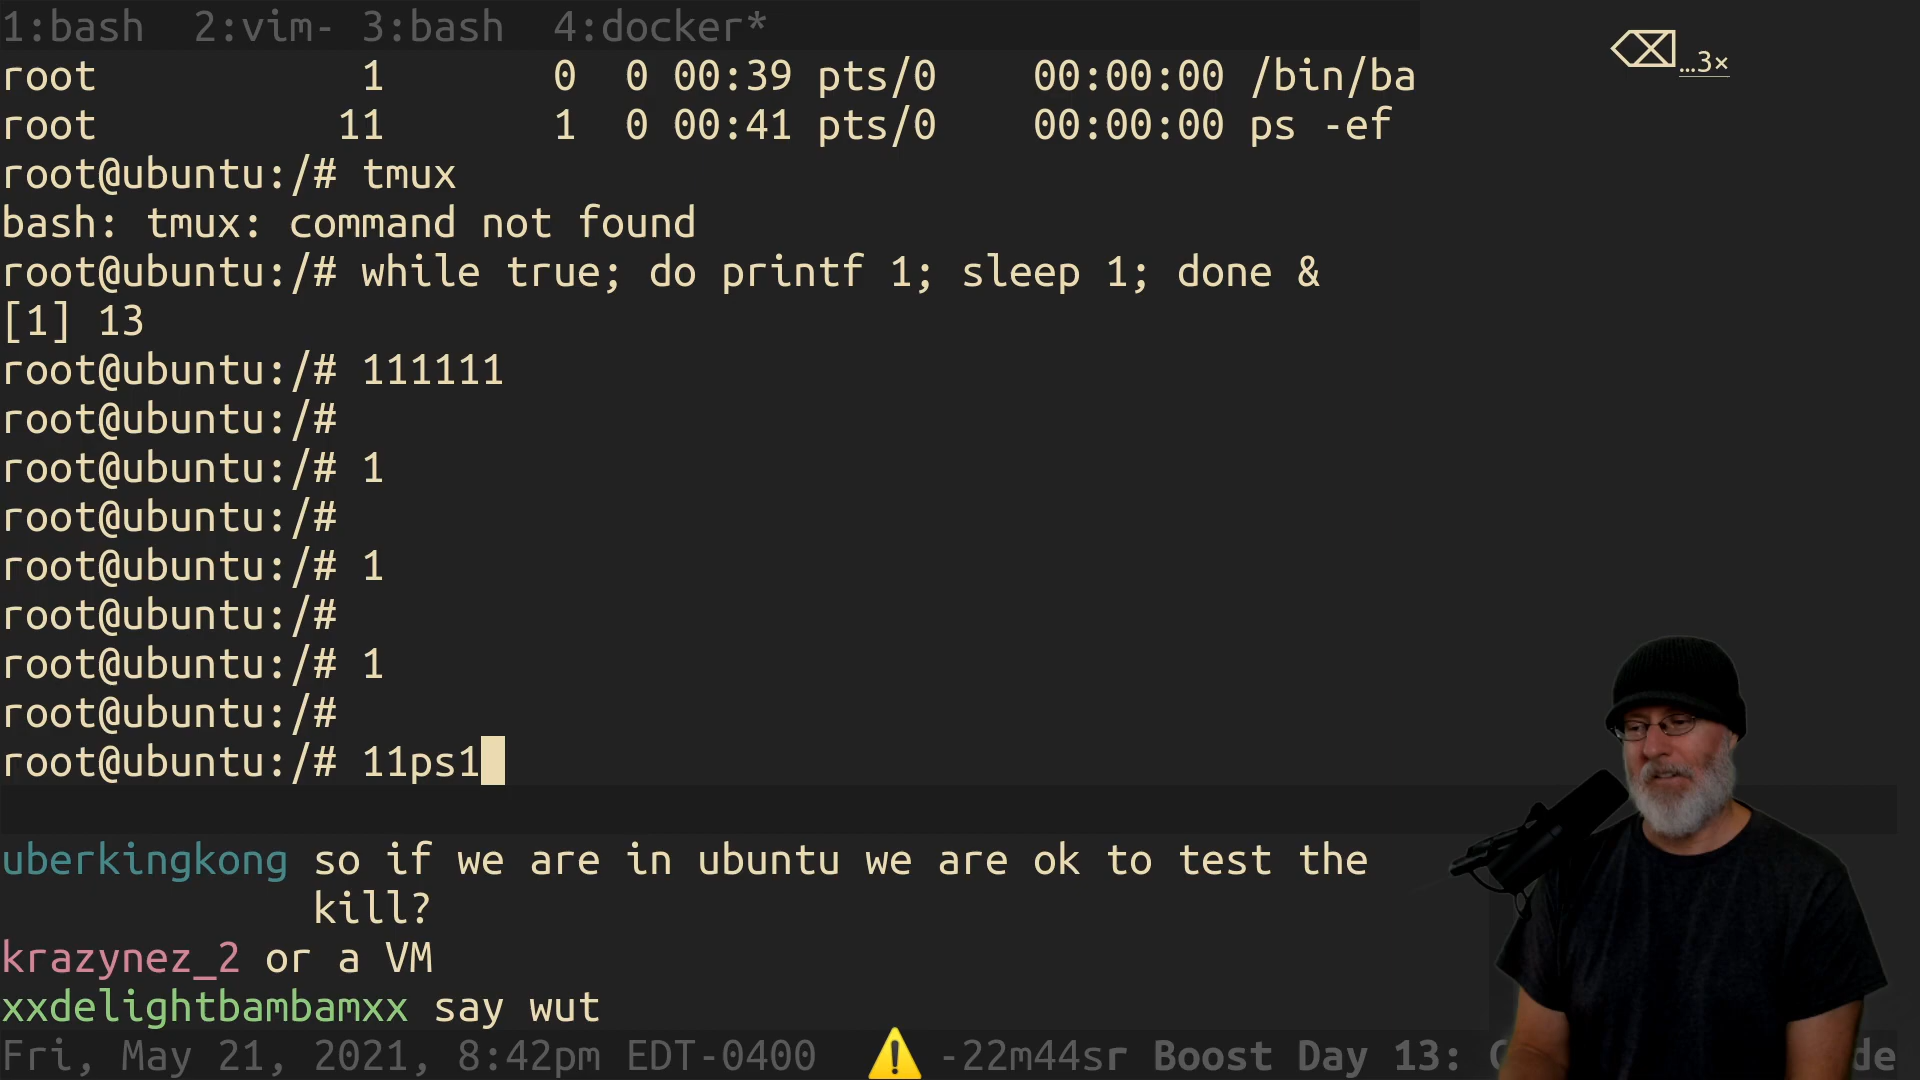 1:bash  2:vim- 3:bash  4:docker*
…3×
root           1       0  0 00:39 pts/0    00:00:00 /bin/ba
root          11       1  0 00:41 pts/0    00:00:00 ps -ef
root@ubuntu:/# tmux
bash: tmux: command not found
root@ubuntu:/# while true; do printf 1; sleep 1; done &
[1] 13
root@ubuntu:/# 111111
root@ubuntu:/#
root@ubuntu:/# 1
root@ubuntu:/#
root@ubuntu:/# 1
root@ubuntu:/#
root@ubuntu:/# 1
root@ubuntu:/#
root@ubuntu:/# 11ps1
uberkingkong so if we are in ubuntu we are ok to test the
kill?
krazynez_2 or a VM
xxdelightbambamxx say wut
Fri, May 21, 2021, 8:42pm EDT-0400 ⚠ -22m44sr Boost Day 13: